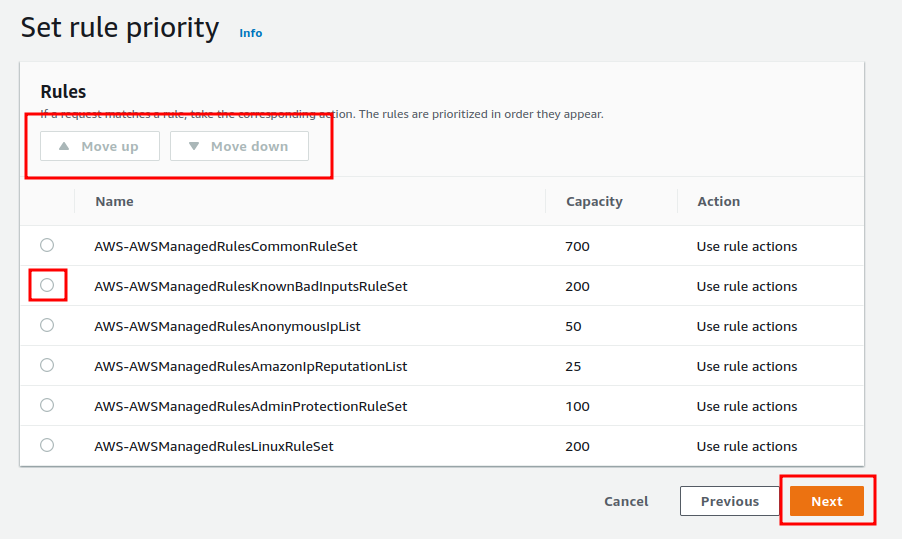 Set rule priority Info
Rules
If a request matches a rule, take the corresponding action. The rules are prioritized in order they appear.
Move up Move down
Name Capacity Action
AWS-AWSManagedRulesCommonRuleSet 700 Use rule actions
AWS-AWSManagedRulesKnownBadInputsRuleSet 200 Use rule actions
AWS-AWSManagedRulesAnonymousIpList 50 Use rule actions
AWS-AWSManagedRulesAmazonIpReputationList 25 Use rule actions
AWS-AWSManagedRulesAdminProtectionRuleSet 100 Use rule actions
AWS-AWSManagedRulesLinuxRuleSet 200 Use rule actions
Cancel Previous Next